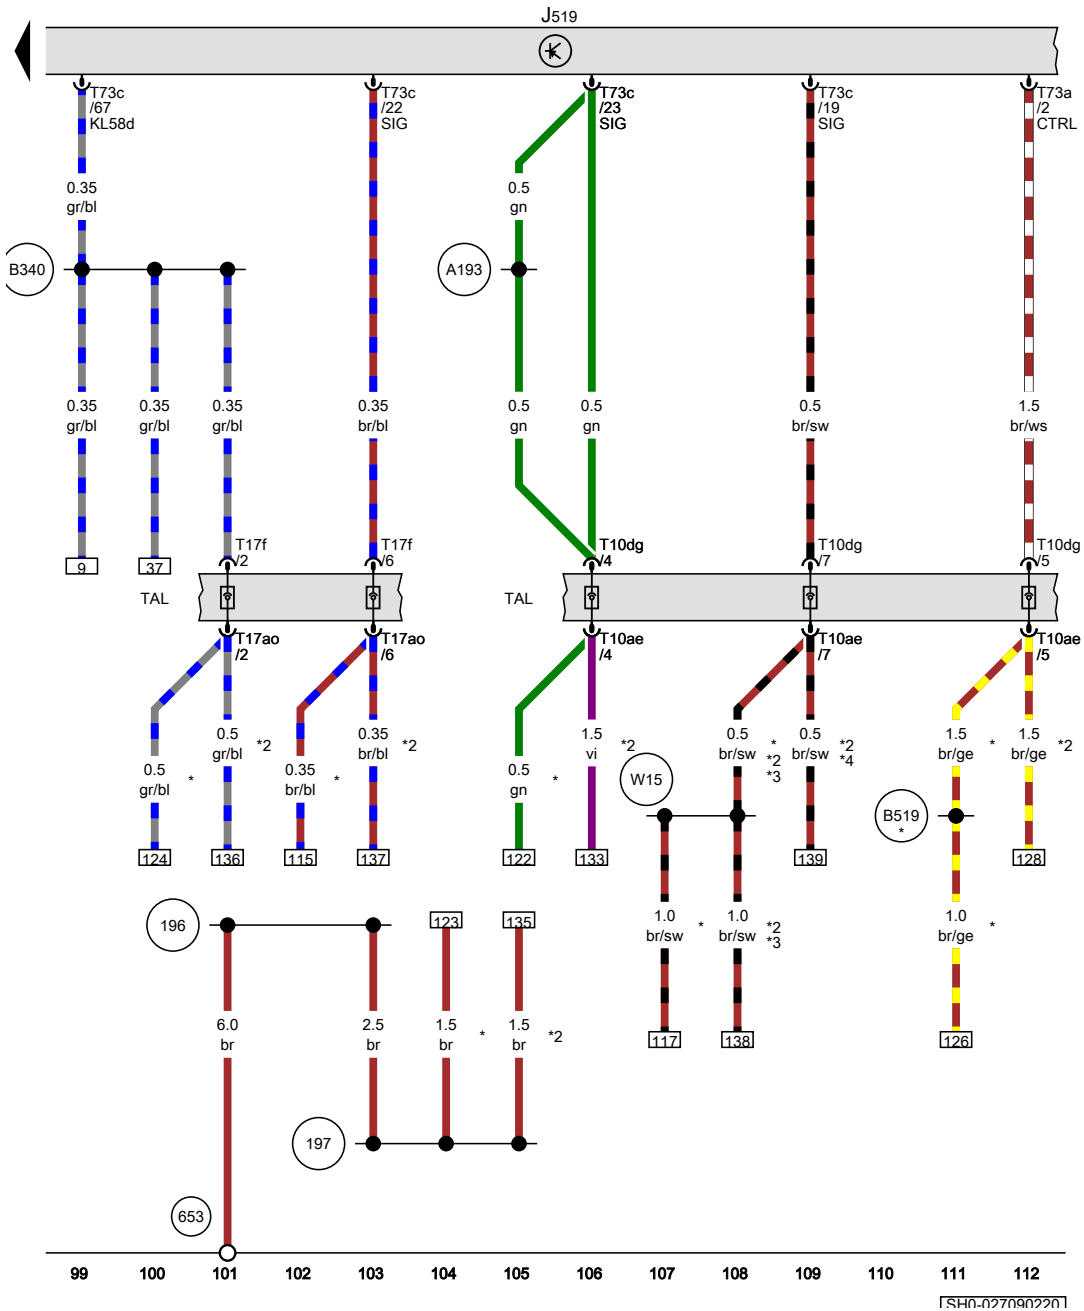 J519
T73c
/67
KL58d
T73c
/22
SIG
T73c
/23
SIG
T73c
/19
SIG
T73a
/2
CTRL
0.35
gr/bl
0.5
gn
B340
A193
0.35
gr/bl
0.35
gr/bl
0.35
gr/bl
0.35
br/bl
0.5
gn
0.5
gn
0.5
br/sw
1.5
br/ws
9
37
T17f
/2
T17f
/6
T10dg
/4
T10dg
/7
T10dg
/5
TAL
TAL
T17ao
/2
T17ao
/6
T10ae
/4
T10ae
/7
T10ae
/5
0.5
gr/bl
*
0.5
gr/bl
*2
0.35
br/bl
*
0.35
br/bl
*2
0.5
gn
*
1.5
vi
*2
0.5
br/sw
*
*2
*3
0.5
br/sw
*2
*4
1.5
br/ge
*
1.5
br/ge
*2
W15
B519
*
124
136
115
137
122
133
139
128
196
123
135
1.0
br/sw
*
1.0
br/sw
*2
*3
1.0
br/ge
*
6.0
br
2.5
br
1.5
br
*
1.5
br
*2
117
138
126
197
653
99 100 101 102 103 104 105 106 107 108 109 110 111 112
SH0-027090220